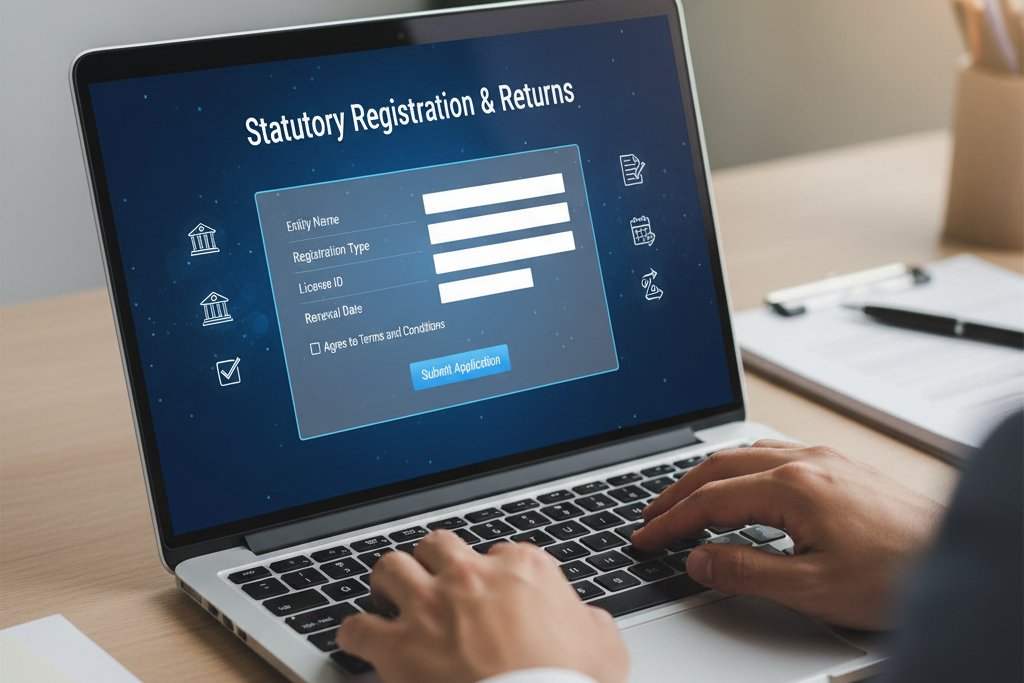 Statutory Registration & Returns
Entity Name
Registration Type
License ID
Renewal Date
Agree to Terms and Conditions
Submit Application